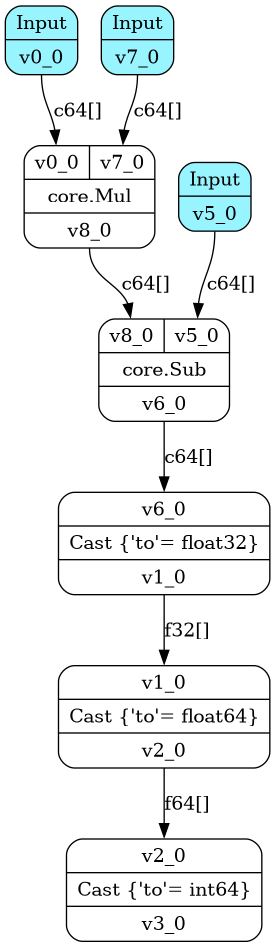 Input
v0_0
Input
v7_0
c64[]
c64[]
v0_0
v7_0
core.Mul
v8_0
Input
v5_0
c64[]
c64[]
v8_0
v5_0
core.Sub
v6_0
c64[]
v6_0
Cast {'to'= float32}
v1_0
f32[]
v1_0
Cast {'to'= float64}
v2_0
f64[]
v2_0
Cast {'to'= int64}
v3_0